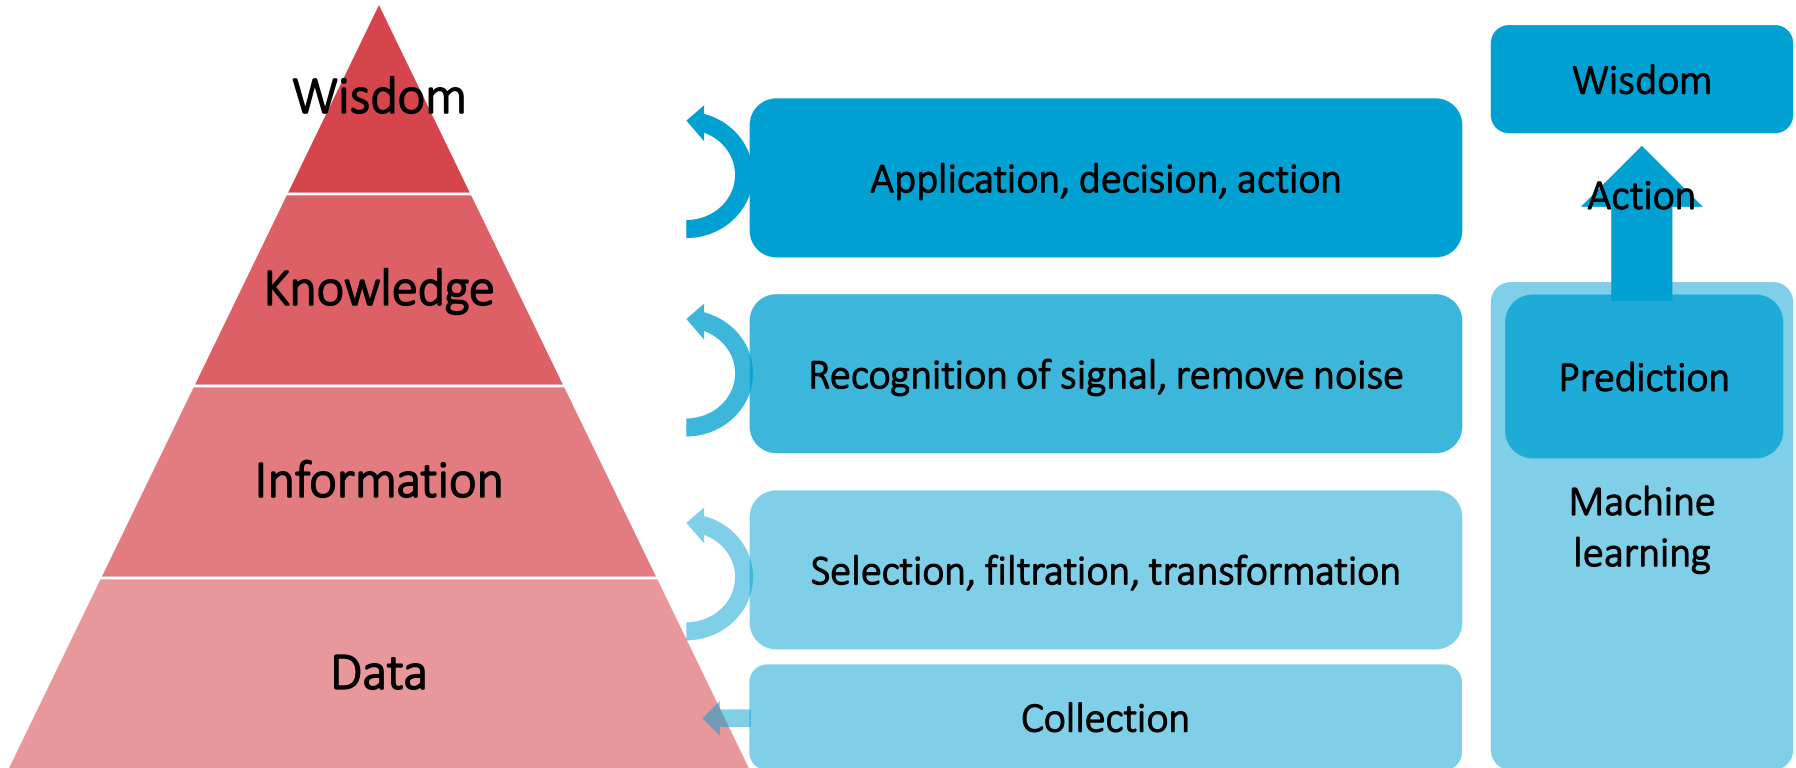 Wisdom
Knowledge
Information
Data
Application, decision, action
Recognition of signal, remove noise
Selection, filtration, transformation
Collection
Wisdom
Action
Prediction
Machine
learning